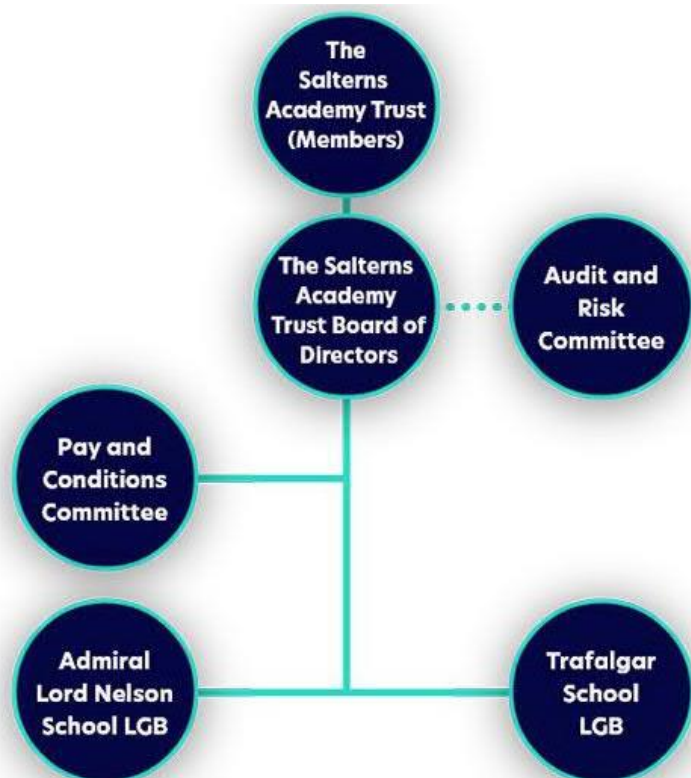 The
Salterns
Academy Trust
(Members)
The Salterns
Academy
Trust Board of
Directors
Audit and
Risk
Committee
Pay and
Conditions
Committee
Admiral
Lord Nelson
School LGB
Trafalgar
School
LGB